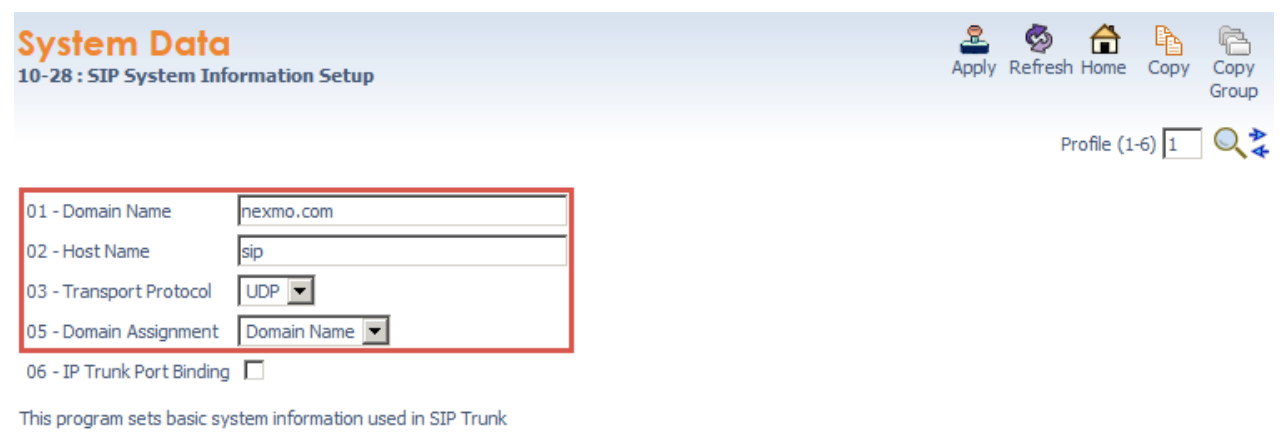 System Data
10-28 : SIP System Information Setup
Apply Refresh Home Copy Copy Group
Profile (1-6) 1
01 - Domain Name nexmo.com
02 - Host Name sip
03 - Transport Protocol UDP
05 - Domain Assignment Domain Name
06 - IP Trunk Port Binding
This program sets basic system information used in SIP Trunk